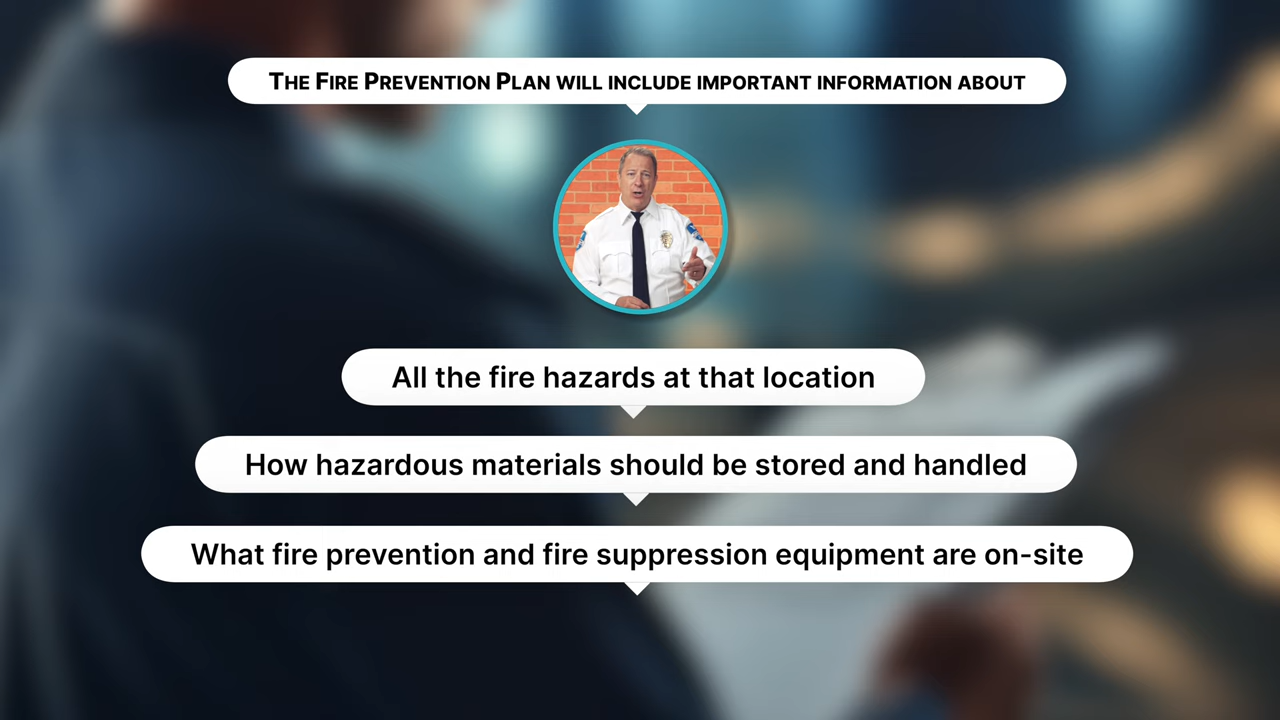 The Fire Prevention Plan will include important information about
All the fire hazards at that location
How hazardous materials should be stored and handled
What fire prevention and fire suppression equipment are on-site